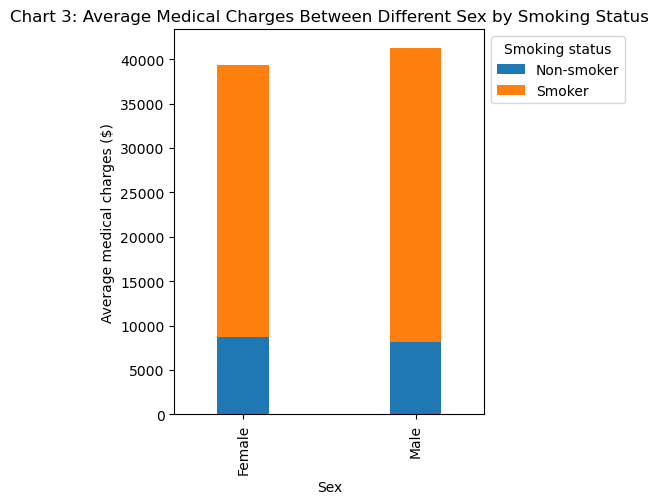 Chart 3: Average Medical Charges Between Different Sex by Smoking Status
Smoking status
Non-smoker
Smoker
Average medical charges ($)
40000
35000
30000
25000
20000
15000
10000
5000
0
Female
Male
Sex